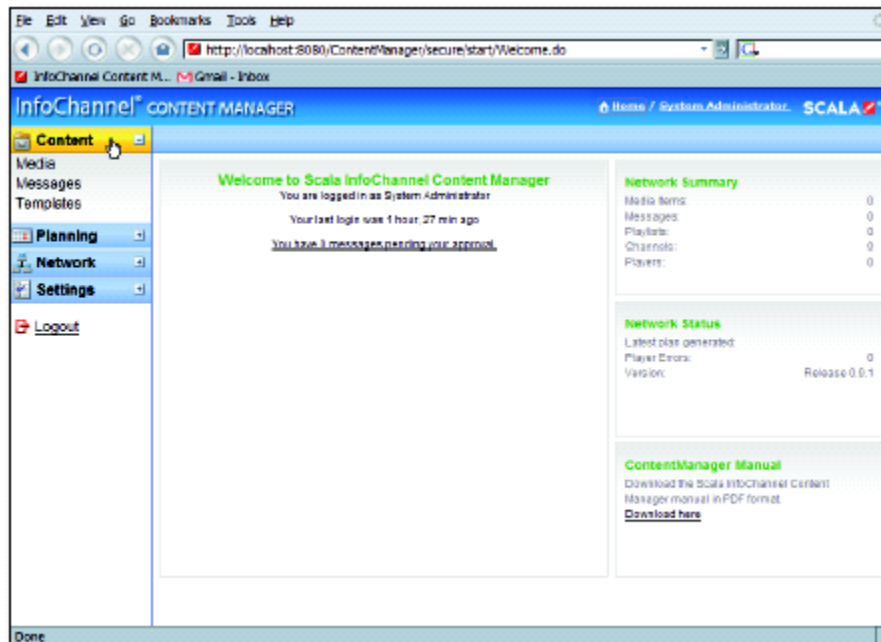 File Edit View Go Bookmarks Tools Help
http://localhost:8080/ContentManager/secure/start/Welcome.do
InfoChannel Content M... Gmail - Inbox
InfoChannel® CONTENT MANAGER Home / System Administrator SCALA
Content
Media
Messages
Templates
Planning
Network
Settings
Logout
Welcome to Scala InfoChannel Content Manager
You are logged in as System Administrator
Your last login was 1 hour, 27 min ago
You have messages pending your approval.
Network Summary
Media Items: 0
Messages: 0
Playlists: 0
Channels: 0
Players: 0
Network Status
Latest plan generated:
Player Errors: 0
Version: Release 0.0.1
ContentManager Manual
Download the Scala InfoChannel Content
Manager manual in PDF format.
Download here
Done